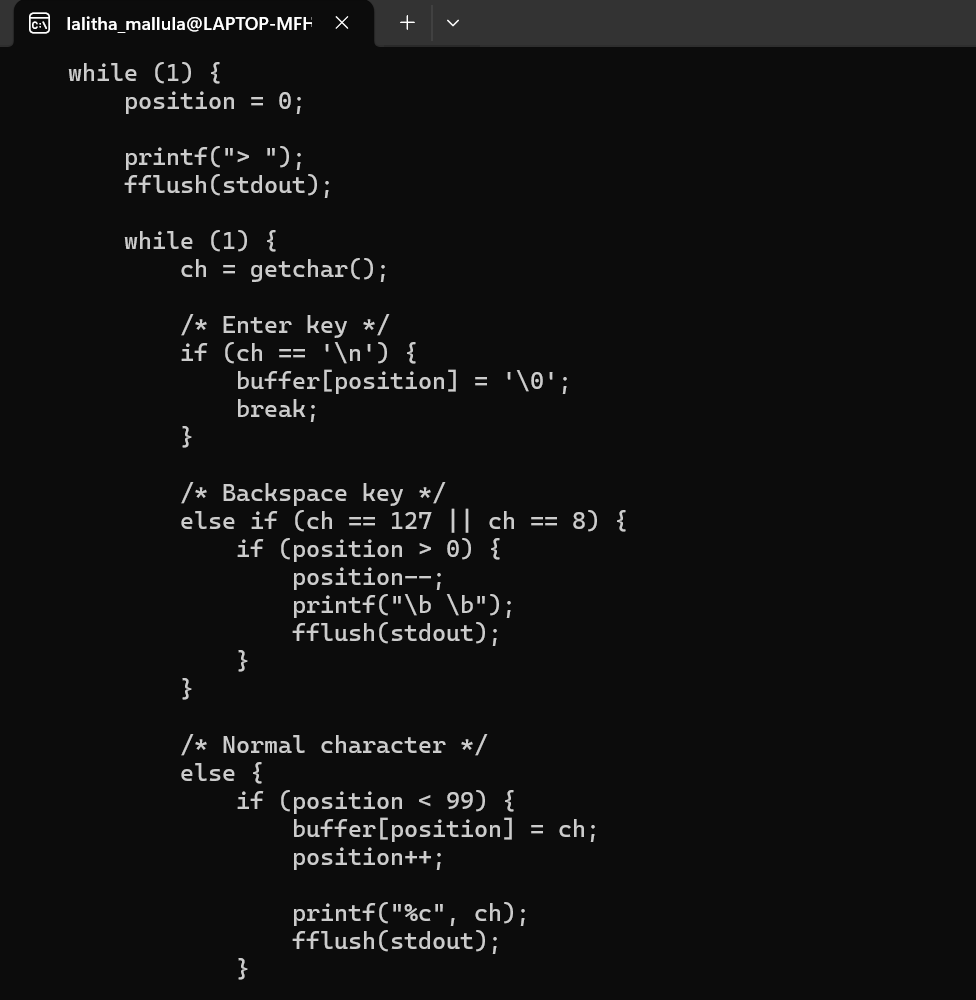 lalitha_mallula@LAPTOP-MFH
while (1) {
position = 0;
printf("> ");
fflush(stdout);
while (1) {
ch = getchar();
/* Enter key */
if (ch == '\n') {
buffer[position] = '\0';
break;
}
/* Backspace key */
else if (ch == 127 || ch == 8) {
if (position > 0) {
position--;
printf("\b \b");
fflush(stdout);
}
}
/* Normal character */
else {
if (position < 99) {
buffer[position] = ch;
position++;
printf("%c", ch);
fflush(stdout);
}